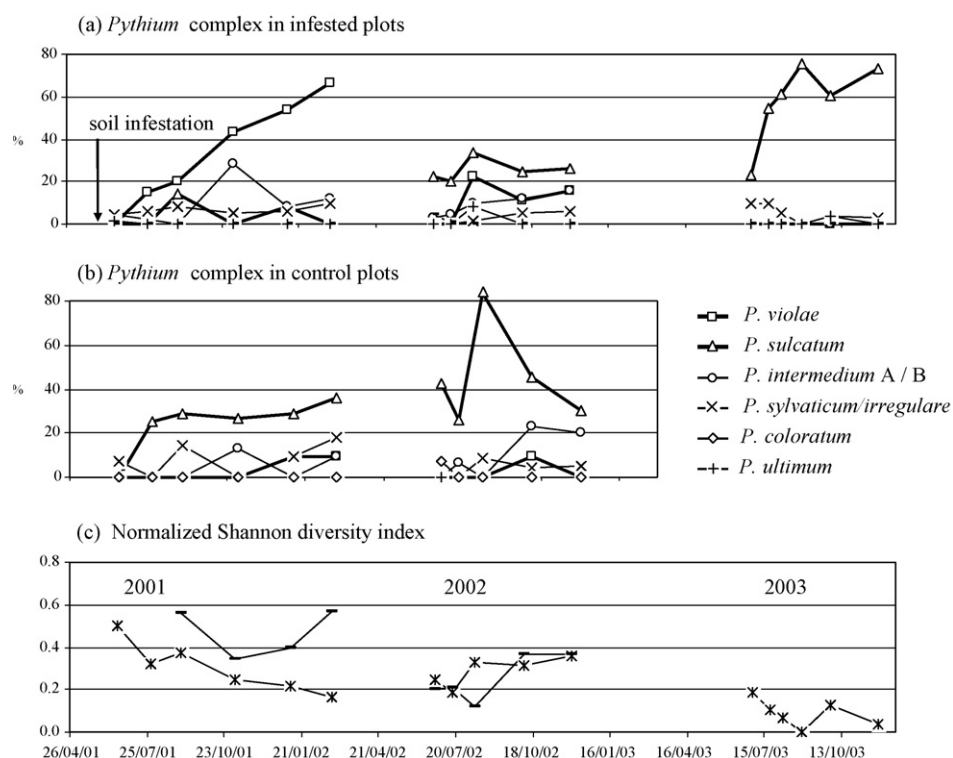 (a) Pythium complex in infested plots
80
60
40
20
0
%
soil infestation
(b) Pythium complex in control plots
80
60
40
20
0
%
P. violae
P. sulcatum
P. intermedium A / B
P. sylvaticum/irregulare
P. coloratum
P. ultimum
(c) Normalized Shannon diversity index
0.8
0.6
0.4
0.2
0.0
2001 2002 2003
26/04/01 25/07/01 23/10/01 21/01/02 21/04/02 20/07/02 18/10/02 16/01/03 16/04/03 15/07/03 13/10/03